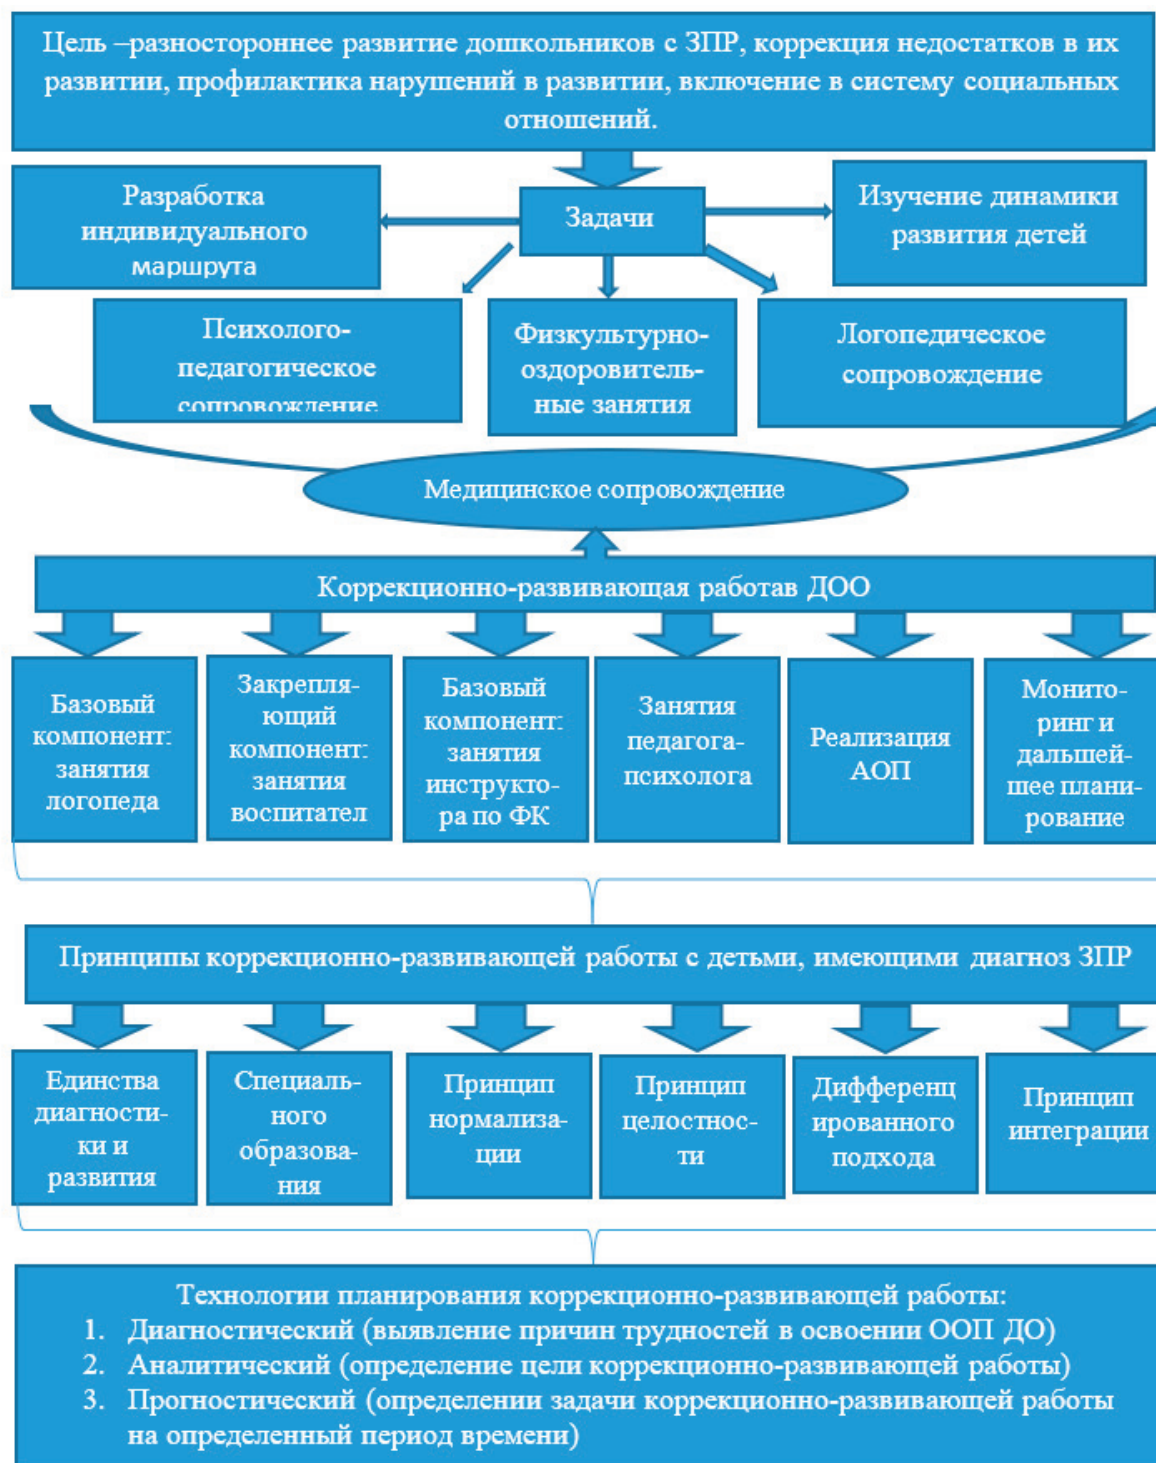 Цель –разностороннее развитие дошкольников с ЗПР, коррекция недостатков в их
развитии, профилактика нарушений в развитии, включение в систему социальных
отношений.
Разработка
индивидуального
маршрута
Задачи
Изучение динамики
развития детей
Психолого-
педагогическое
сопровождение
Физкультурно-
оздоровитель-
ные занятия
Логопедическое
сопровождение
Медицинское сопровождение
Коррекционно-развивающая работав ДОО
Базовый
компонент:
занятия
логопеда
Закрепля-
ющий
компонент:
занятия
воспитател
Базовый
компонент:
занятия
инструкто-
ра по ФК
Занятия
педагога-
психолога
Реализация
АОП
Монито-
ринг и
дальшей-
шее плани-
рование
Принципы коррекционно-развивающей работы с детьми, имеющими диагноз ЗПР
Единства
диагности-
ки и
развития
Специаль-
ного
образова-
ния
Принцип
нормализа-
ции
Принцип
целостнос-
ти
Дифференц
ированного
подхода
Принцип
интеграции
Технологии планирования коррекционно-развивающей работы:
1. Диагностический (выявление причин трудностей в освоении ООП ДО)
2. Аналитический (определение цели коррекционно-развивающей работы)
3. Прогностический (определении задачи коррекционно-развивающей работы
на определенный период времени)